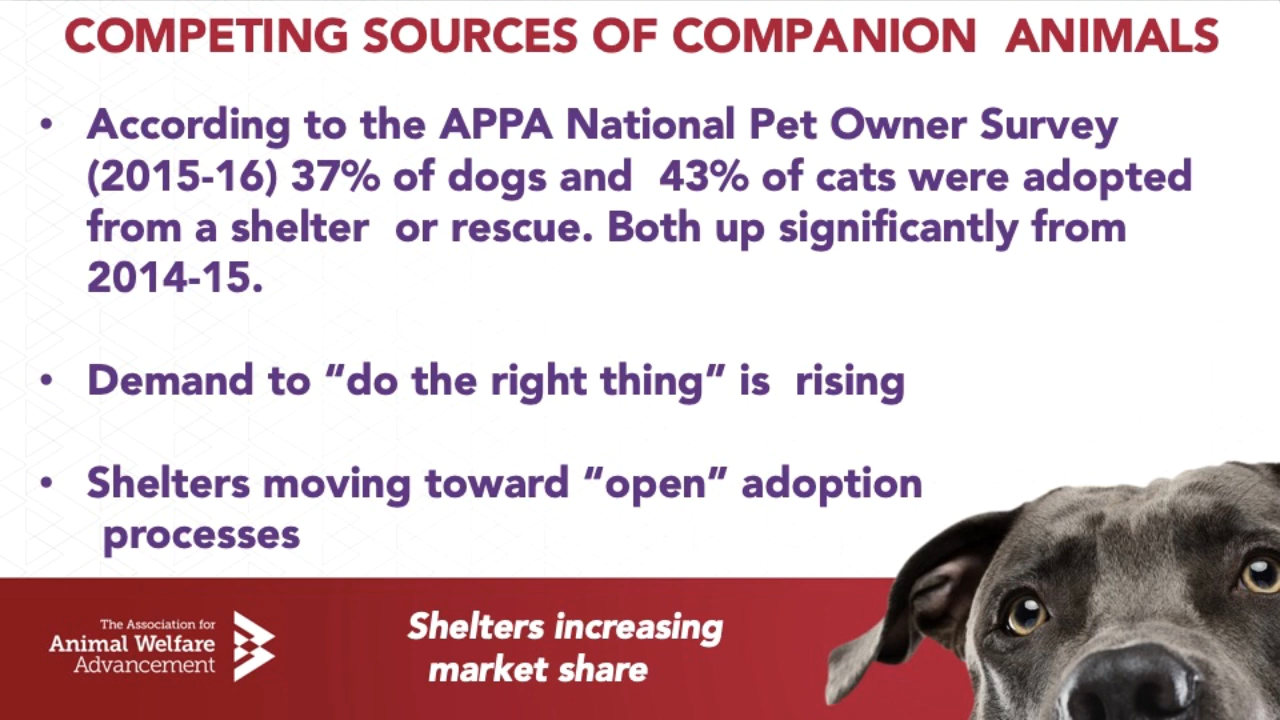 COMPETING SOURCES OF COMPANION ANIMALS
• According to the APPA National Pet Owner Survey
(2015-16) 37% of dogs and 43% of cats were adopted
from a shelter or rescue. Both up significantly from
2014-15.
• Demand to “do the right thing” is rising
• Shelters moving toward “open” adoption
processes
The Association for
Animal Welfare
Advancement
Shelters increasing
market share